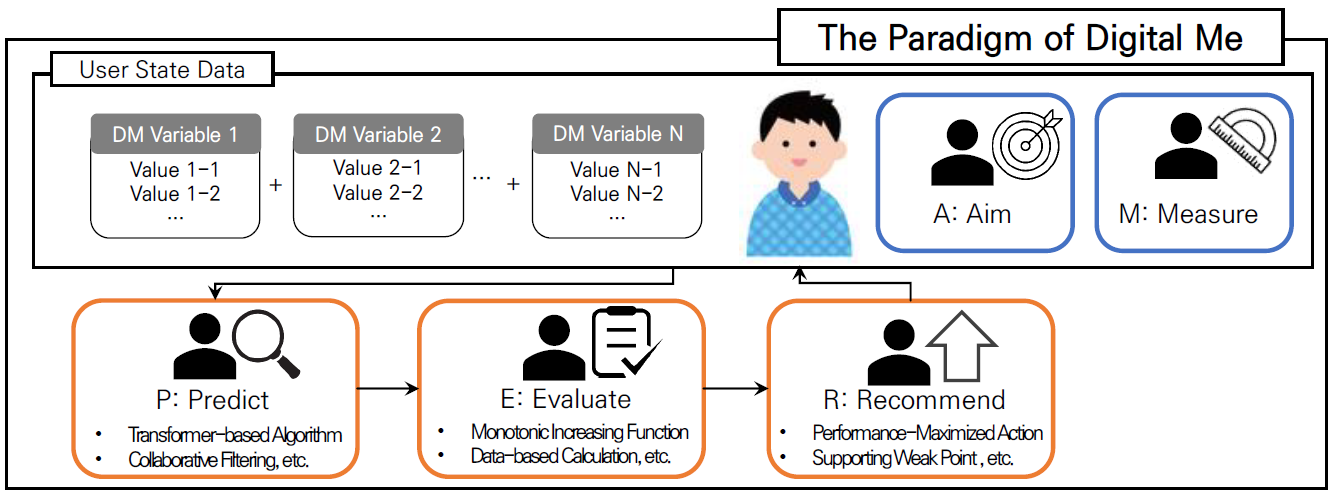 The Paradigm of Digital Me
User State Data
DM Variable 1
Value 1-1
Value 1-2
...
+
DM Variable 2
Value 2-1
Value 2-2
...
... +
DM Variable N
Value N-1
Value N-2
...
A: Aim
M: Measure
P: Predict
• Transformer-based Algorithm
• Collaborative Filtering, etc.
E: Evaluate
• Monotonic Increasing Function
• Data-based Calculation, etc.
R: Recommend
• Performance-Maximized Action
• Supporting Weak Point , etc.